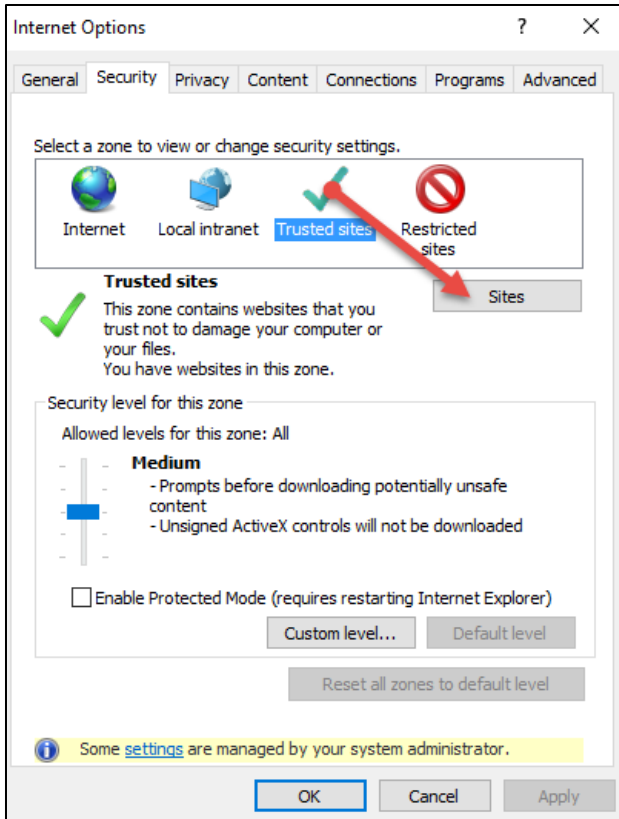 Internet Options ?
General Security Privacy Content Connections Programs Advanced
Select a zone to view or change security settings.
Internet Local intranet Trusted sites Restricted
sites
Trusted sites
Sites
This zone contains websites that you
trust not to damage your computer or
your files.
You have websites in this zone.
Security level for this zone
Allowed levels for this zone: All
Medium
- Prompts before downloading potentially unsafe
content
- Unsigned ActiveX controls will not be downloaded
Enable Protected Mode (requires restarting Internet Explorer)
Custom level... Default level
Reset all zones to default level
Some settings are managed by your system administrator.
OK Cancel Apply